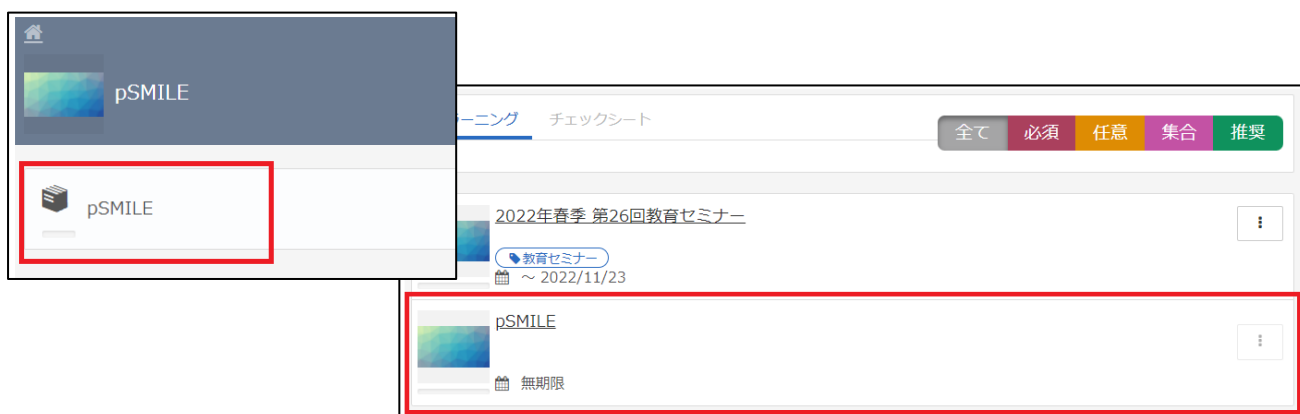 pSMILE
pSMILE
ーニング チェックシート
全て 必須 任意 集合 推奨
2022年春季 第26回教育セミナー
教育セミナー
～ 2022/11/23
pSMILE
無期限